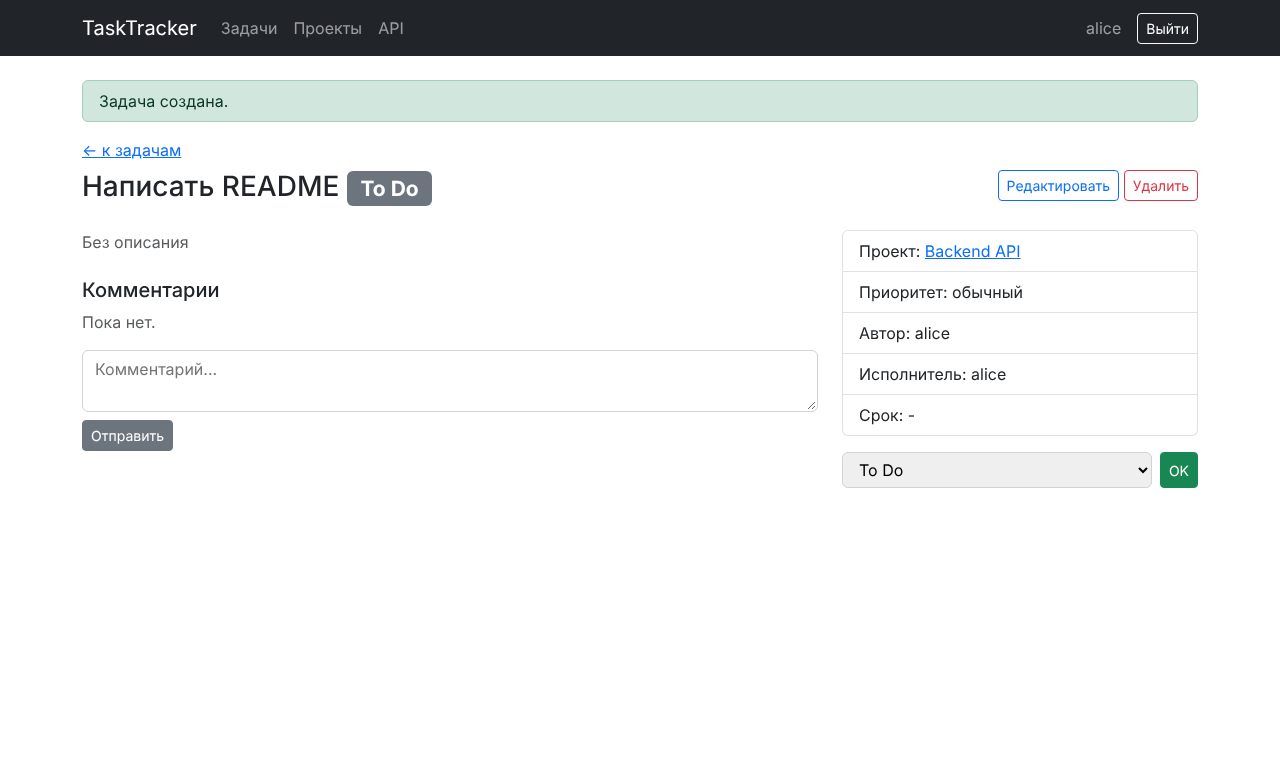 TaskTracker Задачи Проекты API alice Выйти
Задача создана.
← к задачам
Написать README To Do Редактировать Удалить
Без описания
Комментарии
Пока нет.
Комментарий...
Отправить
Проект: Backend API
Приоритет: обычный
Автор: alice
Исполнитель: alice
Срок: -
To Do OK